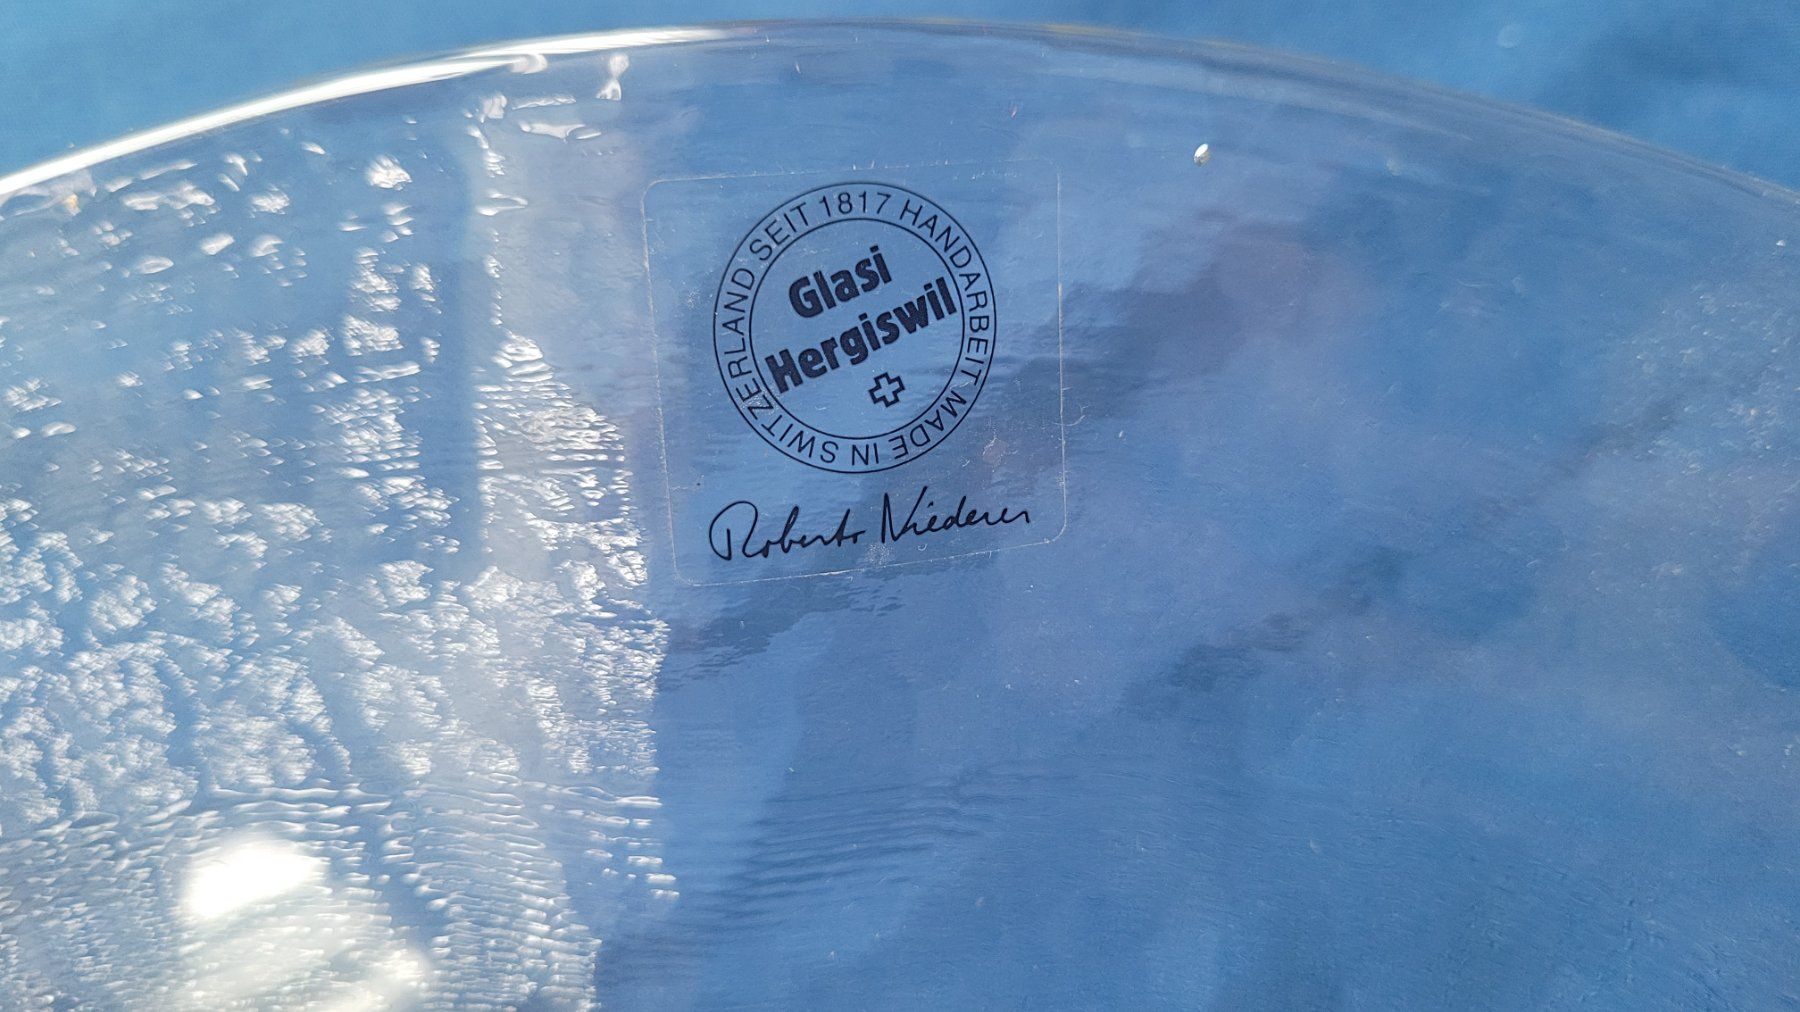 SEIT 1817 HANDARBEIT MADE IN SWITZERLAND
Glasi
Hergiswil
Roberto Niederer